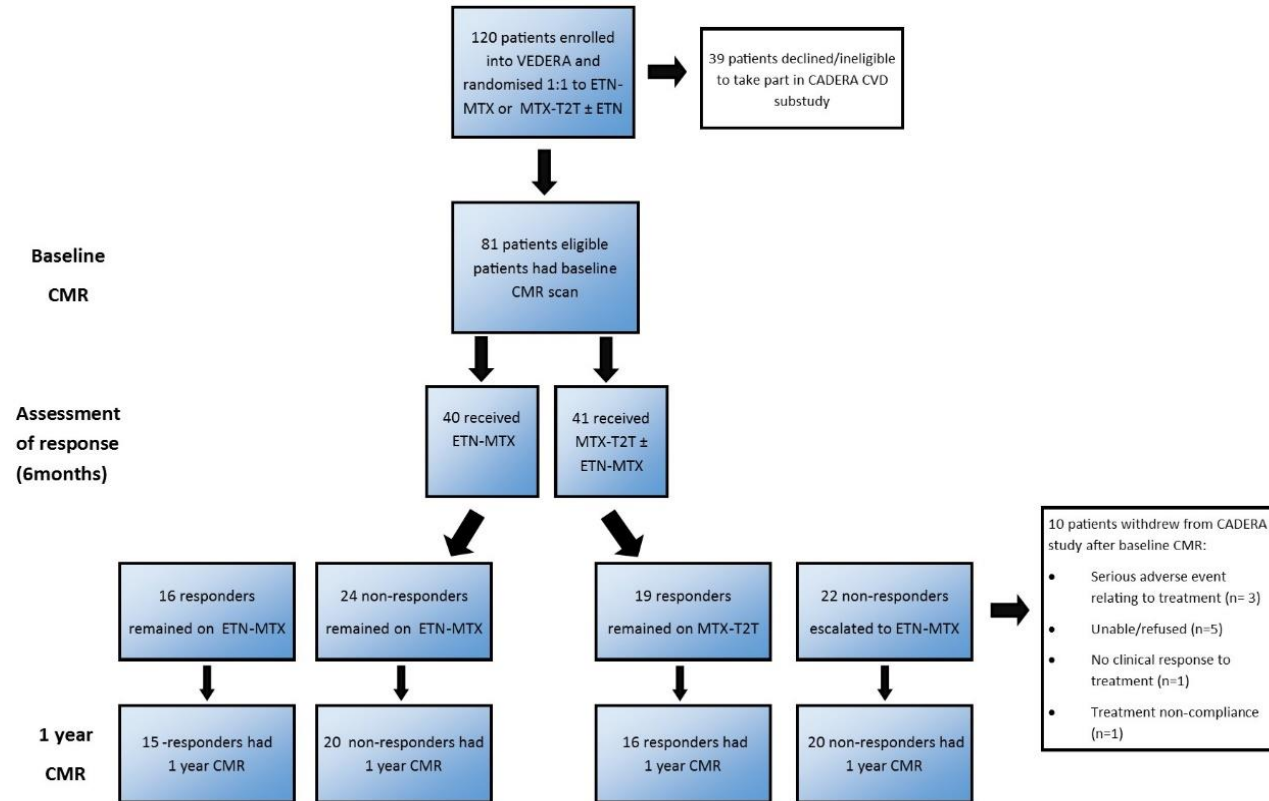 120 patients enrolled
into VEDERA and
randomised 1:1 to ETN-
MTX or MTX-T2T ± ETN
39 patients declined/ineligible
to take part in CADERA CVD
substudy
Baseline
CMR
81 patients eligible
patients had baseline
CMR scan
Assessment
of response
(6months)
40 received
ETN-MTX
41 received
MTX-T2T ±
ETN-MTX
16 responders
remained on ETN-MTX
24 non-responders
remained on ETN-MTX
19 responders
remained on MTX-T2T
22 non-responders
escalated to ETN-MTX
10 patients withdrew from CADERA
study after baseline CMR:
• Serious adverse event
relating to treatment (n= 3)
• Unable/refused (n=5)
• No clinical response to
treatment (n=1)
• Treatment non-compliance
(n=1)
1 year
CMR
15 -responders had
1 year CMR
20 non-responders had
1 year CMR
16 responders had
1 year CMR
20 non-responders had
1 year CMR